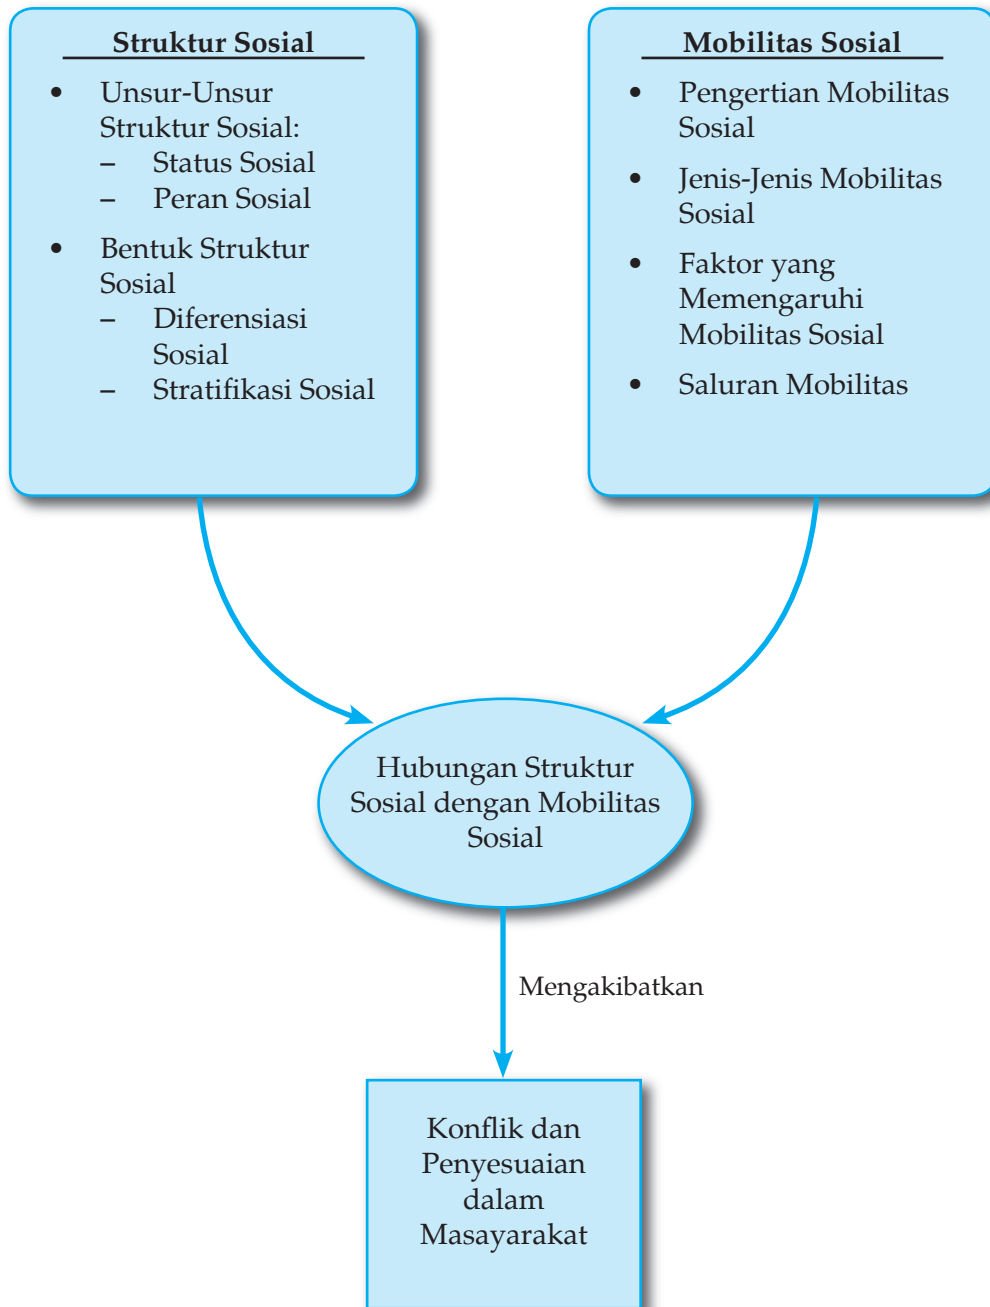 Struktur Sosial
• Unsur-Unsur
Struktur Sosial:
– Status Sosial
– Peran Sosial
• Bentuk Struktur
Sosial
– Diferensiasi
Sosial
– Stratifikasi Sosial
Mobilitas Sosial
• Pengertian Mobilitas
Sosial
• Jenis-Jenis Mobilitas
Sosial
• Faktor yang
Memengaruhi
Mobilitas Sosial
• Saluran Mobilitas
Hubungan Struktur
Sosial dengan Mobilitas
Sosial
Mengakibatkan
Konflik dan
Penyesuaian
dalam
Masayarakat